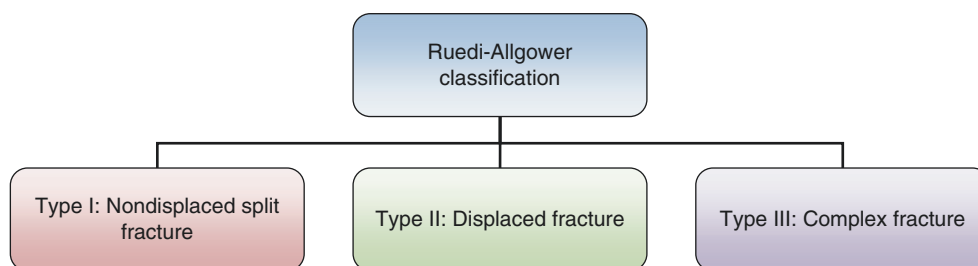 Ruedi-Allgower
classification
Type I: Nondisplaced split
fracture
Type II: Displaced fracture
Type III: Complex fracture